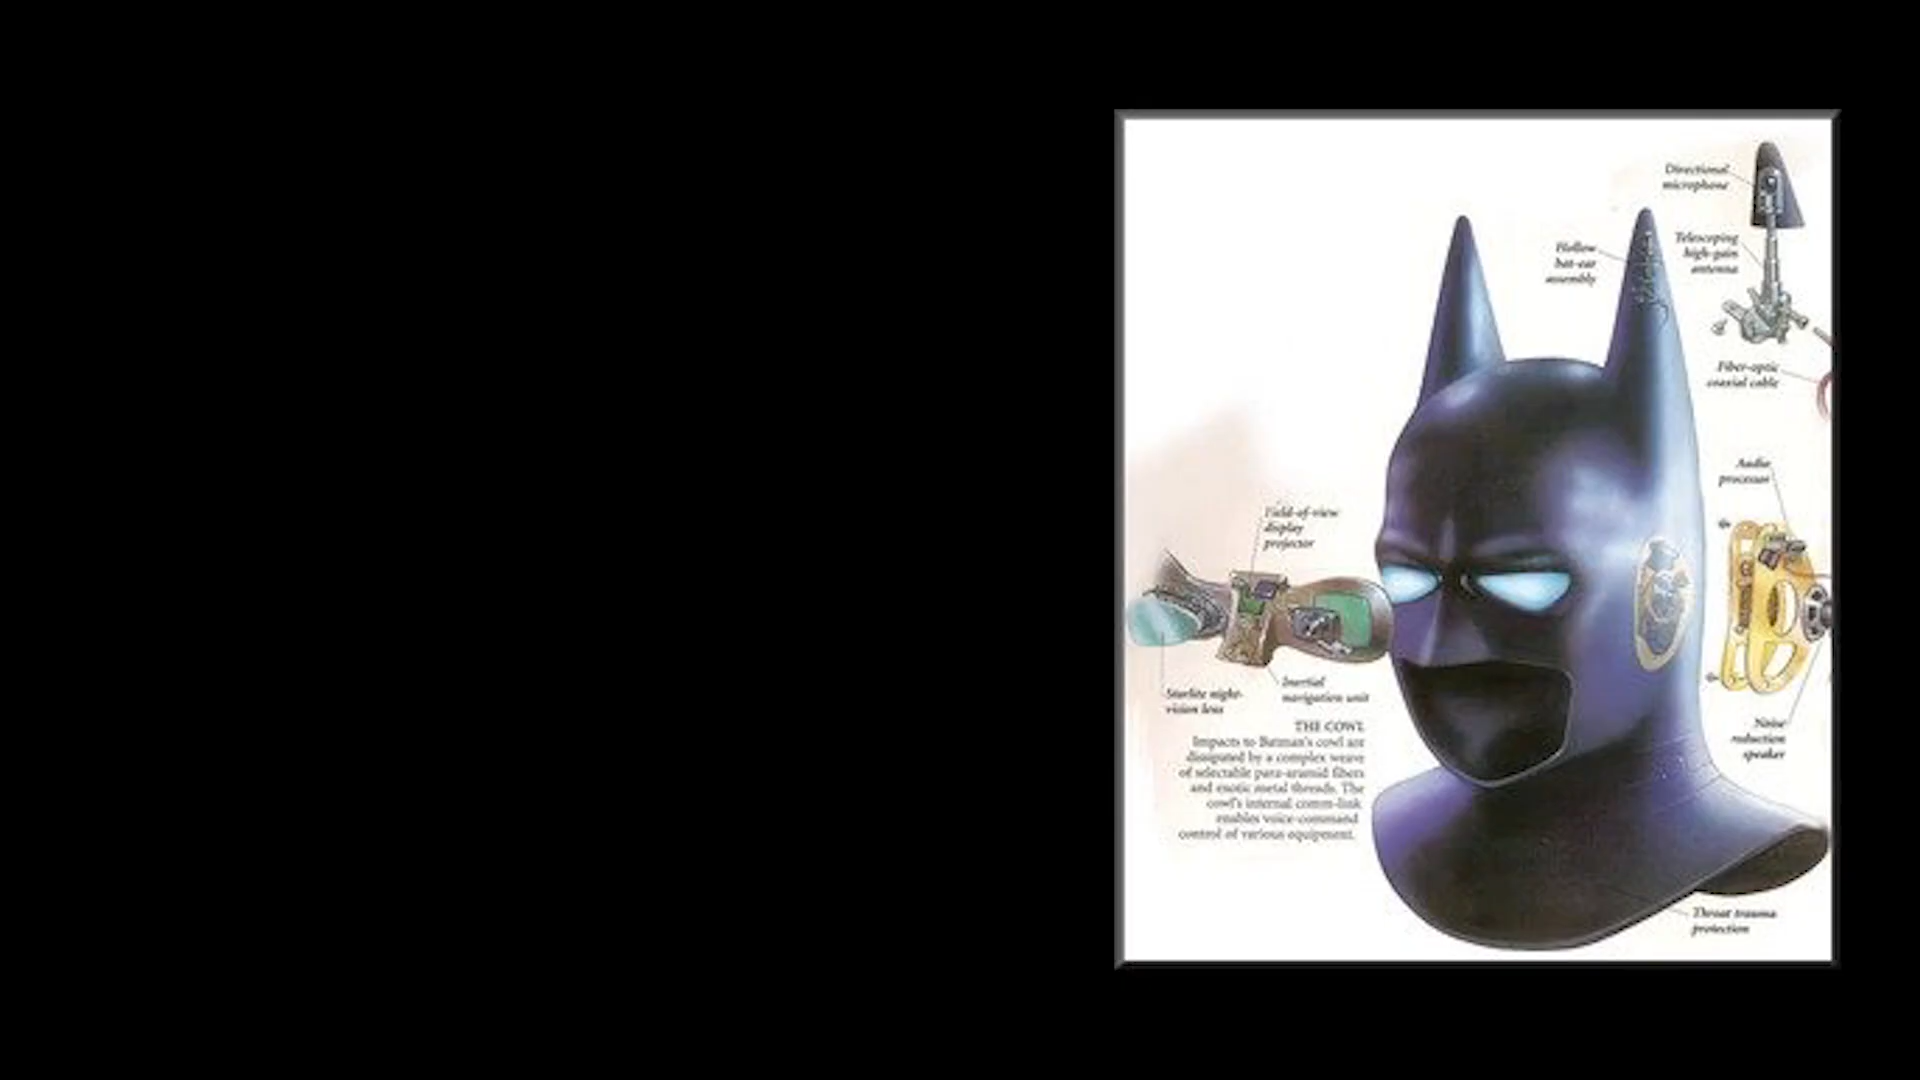 Directional
microphone
Hollow
bat-ear
assembly
Telescoping
high-gain
antenna
Fiber-optic
coaxial cable
Audio
processor
Field-of-view
display
projector
Starlite night-
vision lens
Inertial
navigation unit
Noise
reduction
speaker
THE COWL
Impacts to Batman's cowl are
dissipated by a complex weave
of selectable para-aramid fibers
and exotic metal threads. The
cowl's internal comm-link
enables voice-command
control of various equipment.
Throat trauma
protection